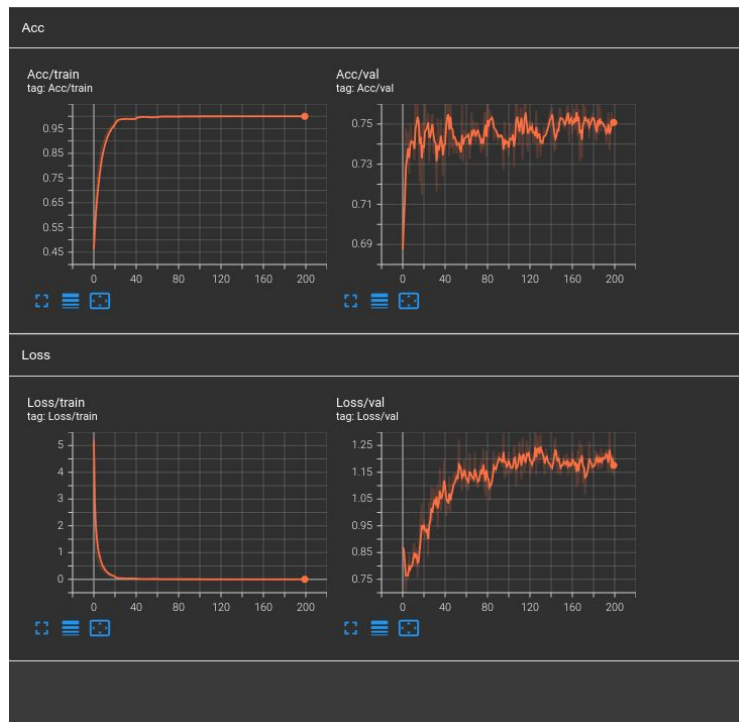 Acc
Acc/train
tag: Acc/train
0.95
0.85
0.75
0.65
0.55
0.45
0 40 80 120 160 200
Acc/val
tag: Acc/val
0.75
0.73
0.71
0.69
0 40 80 120 160 200
Loss
Loss/train
tag: Loss/train
5
4
3
2
1
0
0 40 80 120 160 200
Loss/val
tag: Loss/val
1.25
1.15
1.05
0.95
0.85
0.75
0 40 80 120 160 200